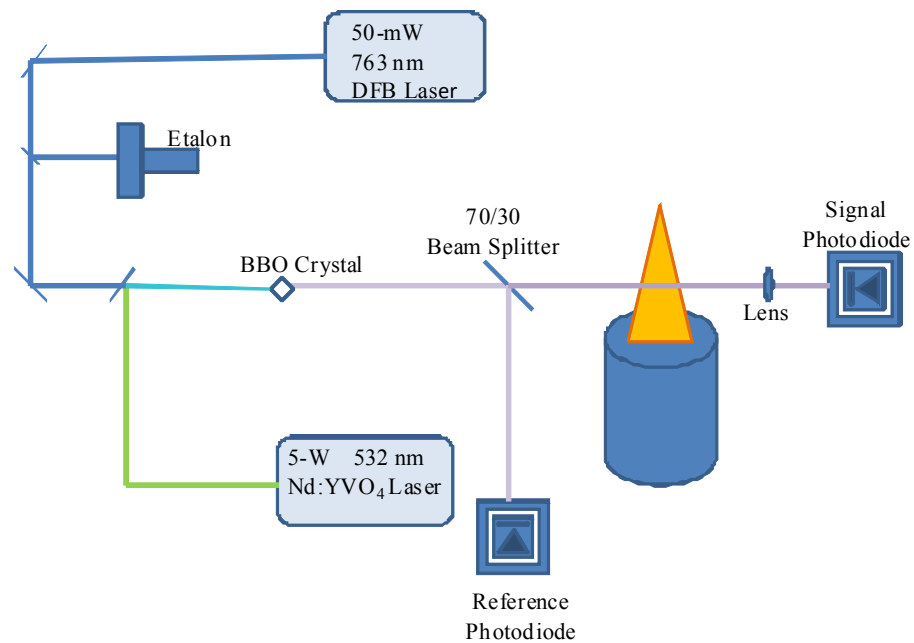 50-mW
763 nm
DFB Laser
Etalon
70/30
Beam Splitter
Signal
Photodiode
BBO Crystal
Lens
5-W 532 nm
Nd:YVO₄ Laser
Reference
Photodiode